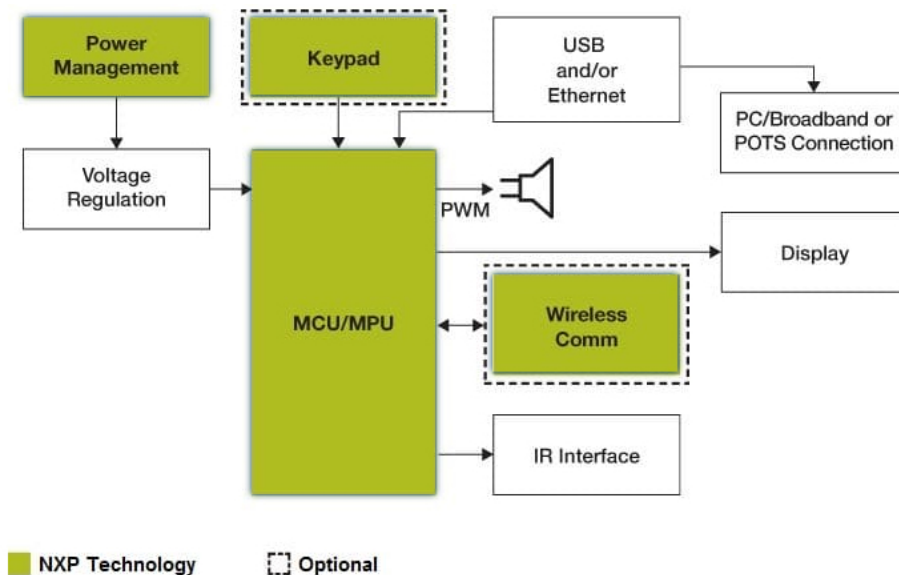 Power
Management
Keypad
USB
and/or
Ethernet
PC/Broadband or
POTS Connection
Voltage
Regulation
PWM
Display
MCU/MPU
Wireless
Comm
IR Interface
NXP Technology
Optional